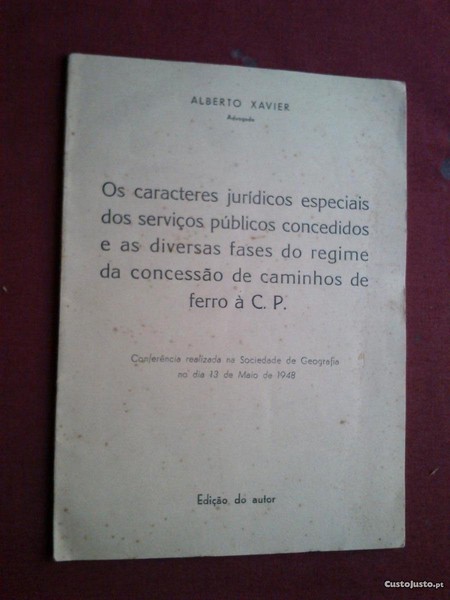 ALBERTO XAVIER
Advogado
Os caracteres jurídicos especiais
dos serviços públicos concedidos
e as diversas fases do regime
da concessão de caminhos de
ferro à C. P.
Conferência realizada na Sociedade de Geografia
no dia 13 de Maio de 1948
Edição do autor
CustoJusto.pt